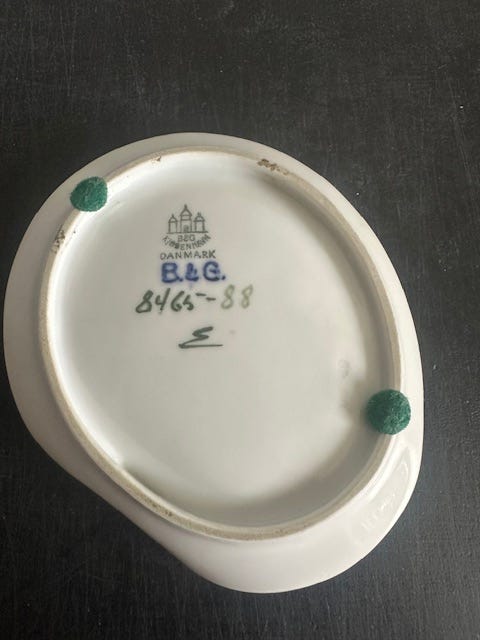 B&G
KJØBENHAVN
DANMARK
B.&G.
8465-88
E